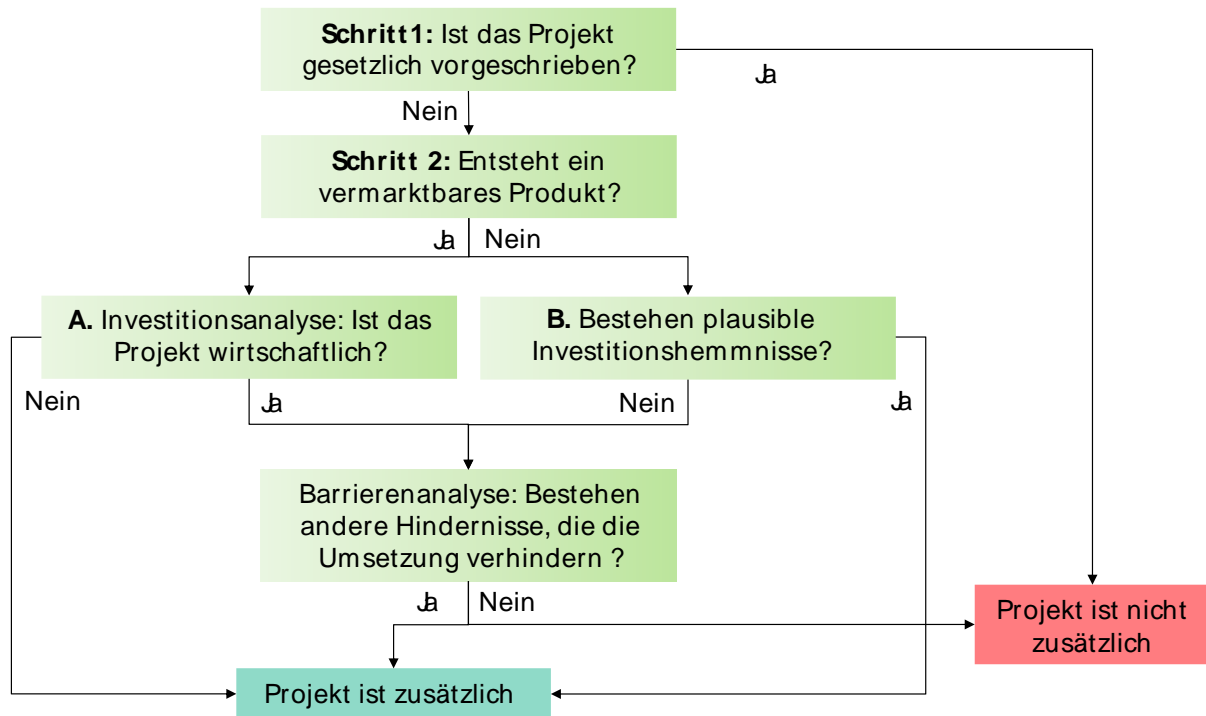 Schritt 1: Ist das Projekt
gesetzlich vorgeschrieben?
Ja
Nein
Schritt 2: Entsteht ein
vermarktbares Produkt?
Ja
Nein
A. Investitionsanalyse: Ist das
Projekt wirtschaftlich?
B. Bestehen plausible
Investitionshemmnisse?
Nein
Ja
Nein
Ja
Barrierenanalyse: Bestehen
andere Hindernisse, die die
Umsetzung verhindern ?
Ja
Nein
Projekt ist nicht
zusätzlich
Projekt ist zusätzlich